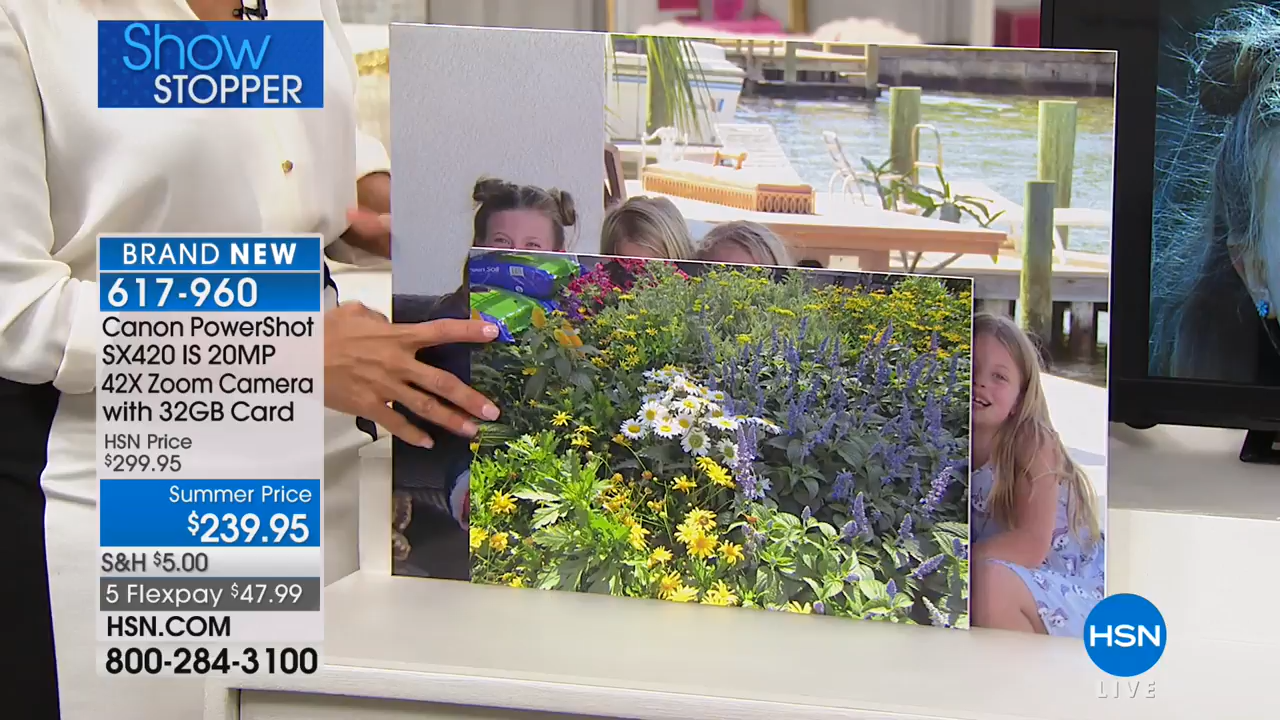 Show
STOPPER
BRAND NEW
617-960
Canon PowerShot
SX420 IS 20MP
42X Zoom Camera
with 32GB Card
HSN Price
$299.95
Summer Price
$239.95
S&H $5.00
5 Flexpay $47.99
HSN.COM
800-284-3100
HSN
LIVE